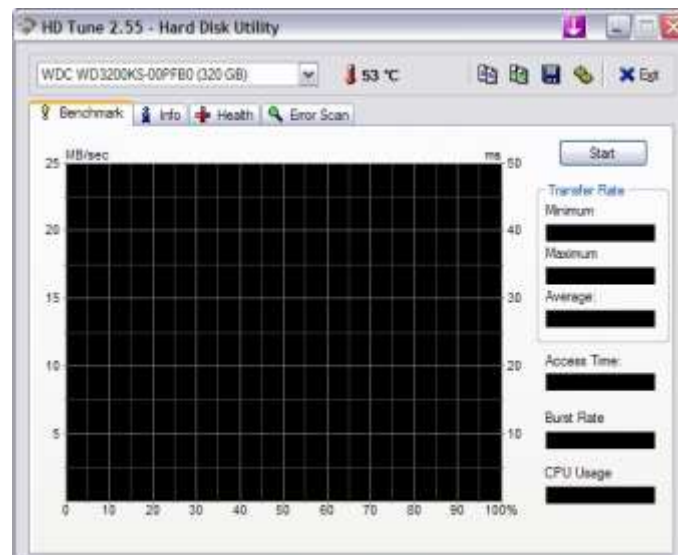 HD Tune 2.55 - Hard Disk Utility
WDC WD3200KS-00PFB0 (320 GB)
53 °C
Exit
Benchmark
Info
Health
Error Scan
MB/sec
ms
25
20
15
10
5
50
40
30
20
10
0 10 20 30 40 50 60 70 80 90 100%
Start
Transfer Rate
Minimum
Maximum
Average:
Access Time:
Burst Rate
CPU Usage